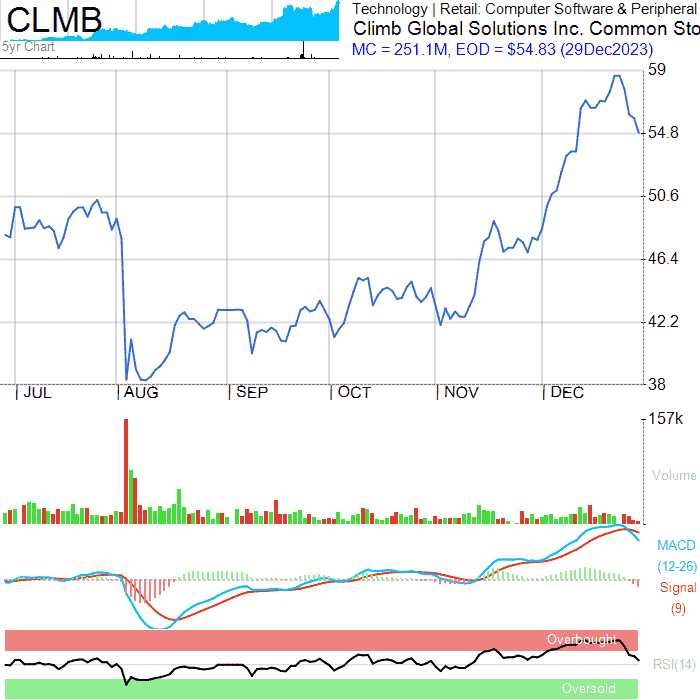 CLMB
5yr Chart
Technology | Retail: Computer Software & Peripheral
Climb Global Solutions Inc. Common Sto
MC = 251.1M, EOD = $54.83 (29Dec2023)
59
54.8
50.6
46.4
42.2
38
| JUL | AUG | SEP | OCT | NOV | DEC
157k
Volume
MACD
(12-26)
Signal
(9)
Overbought
RSI(14)
Oversold